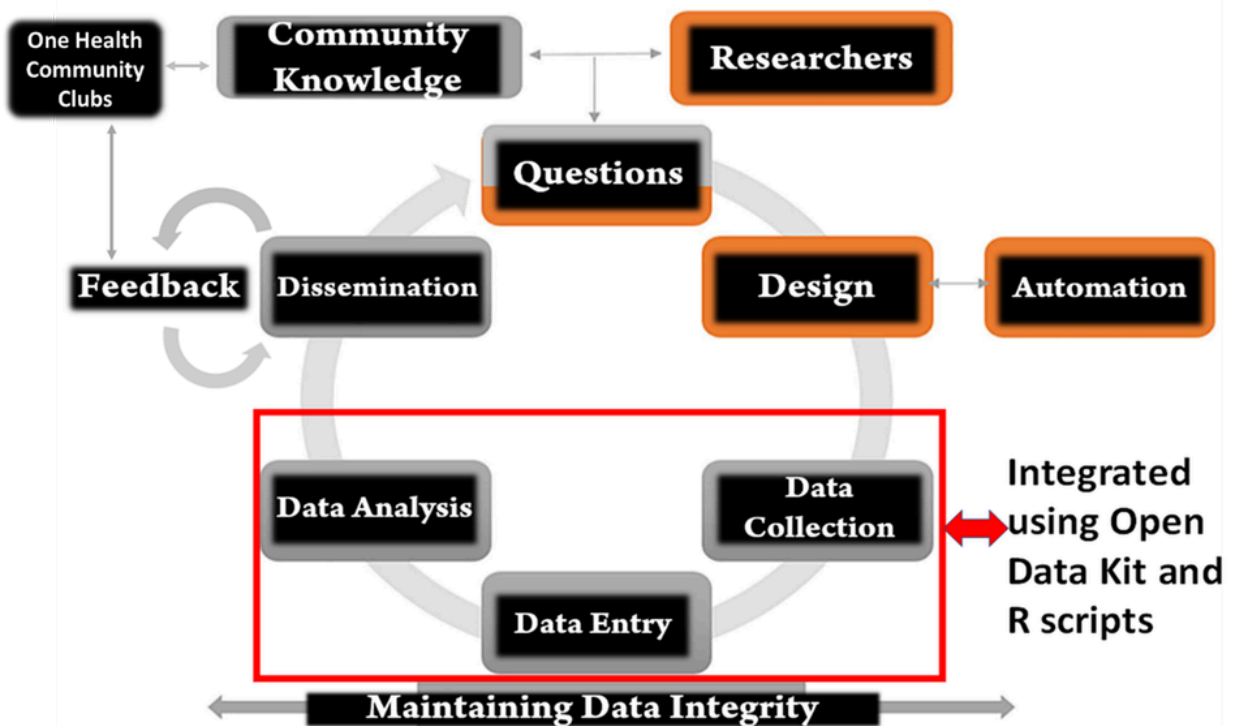 One Health
Community
Clubs
Community
Knowledge
Researchers
Questions
Feedback
Dissemination
Design
Automation
Data Analysis
Data
Collection
Integrated
using Open
Data Kit and
R scripts
Data Entry
Maintaining Data Integrity